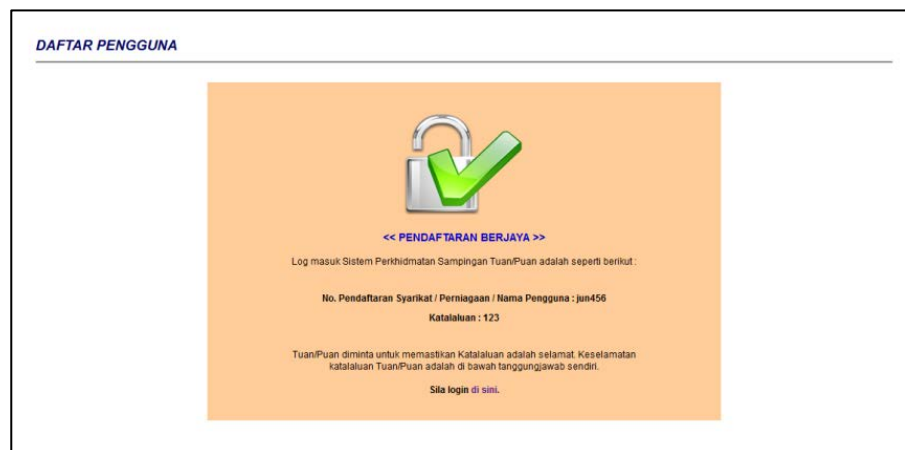 DAFTAR PENGGUNA
<< PENDAFTARAN BERJAYA >>
Log masuk Sistem Perkhidmatan Sampingan Tuan/Puan adalah seperti berikut :
No. Pendaftaran Syarikat / Perniagaan / Nama Pengguna : jun456
Katalaluan : 123
Tuan/Puan diminta untuk memastikan Katalaluan adalah selamat. Keselamatan
katalaluan Tuan/Puan adalah di bawah tanggungjawab sendiri.
Sila login di sini.